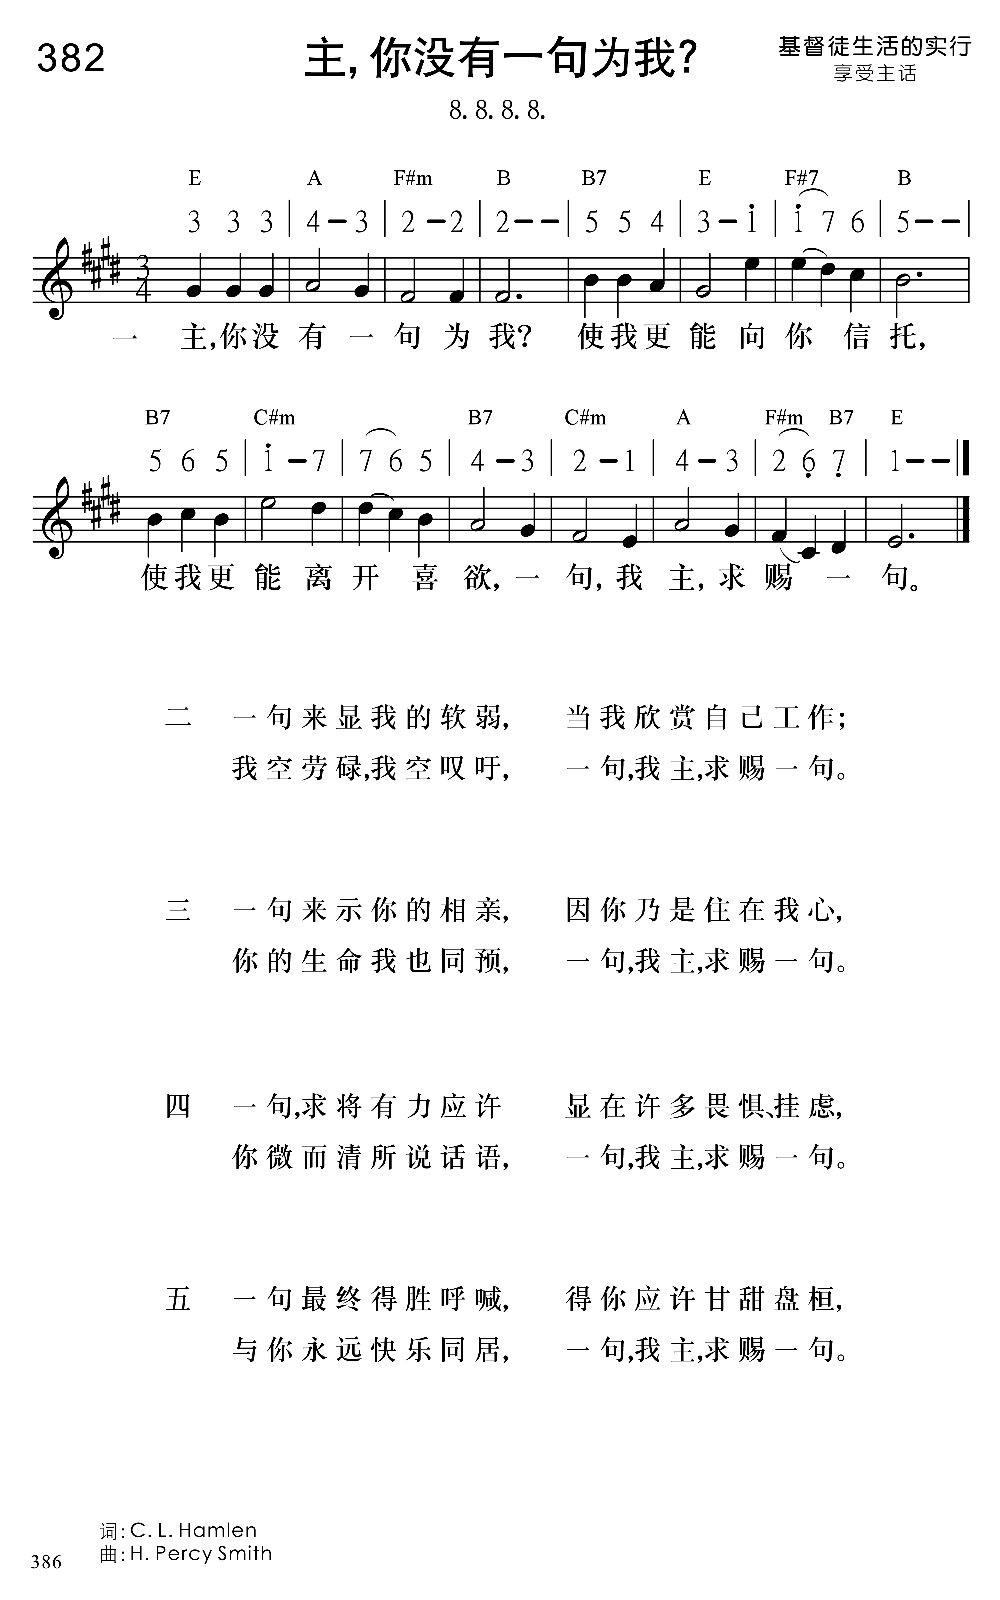 382
主,你没有一句为我?
基督徒生活的实行
享受主话
8. 8. 8. 8.
E A F#m B B7 E F#7 B
3 3 3 | 4 – 3 | 2 – 2 | 2 – – | 5 5 4 | 3 – 1̇ | 1̇ 7 6 | 5 – – |
3
4
一 主,你没 有 一 句 为 我? 使我更 能 向 你 信 托,
B7 C#m B7 C#m A F#m B7 E
5 6 5 | 1̇ – 7 | 7 6 5 | 4 – 3 | 2 – 1 | 4 – 3 | 2 6̣ 7̣ | 1 – – ‖
使我更 能 离 开 喜 欲, 一 句, 我 主, 求 赐 一 句。
二 一句来显我的软弱, 当我欣赏自己工作;
我空劳碌,我空叹吁, 一句,我主,求赐一句。
三 一句来示你的相亲, 因你乃是住在我心,
你的生命我也同预, 一句,我主,求赐一句。
四 一句,求将有力应许 显在许多畏惧、挂虑,
你微而清所说话语, 一句,我主,求赐一句。
五 一句最终得胜呼喊, 得你应许甘甜盘桓,
与你永远快乐同居, 一句,我主,求赐一句。
词: C. L. Hamlen
曲: H. Percy Smith
386